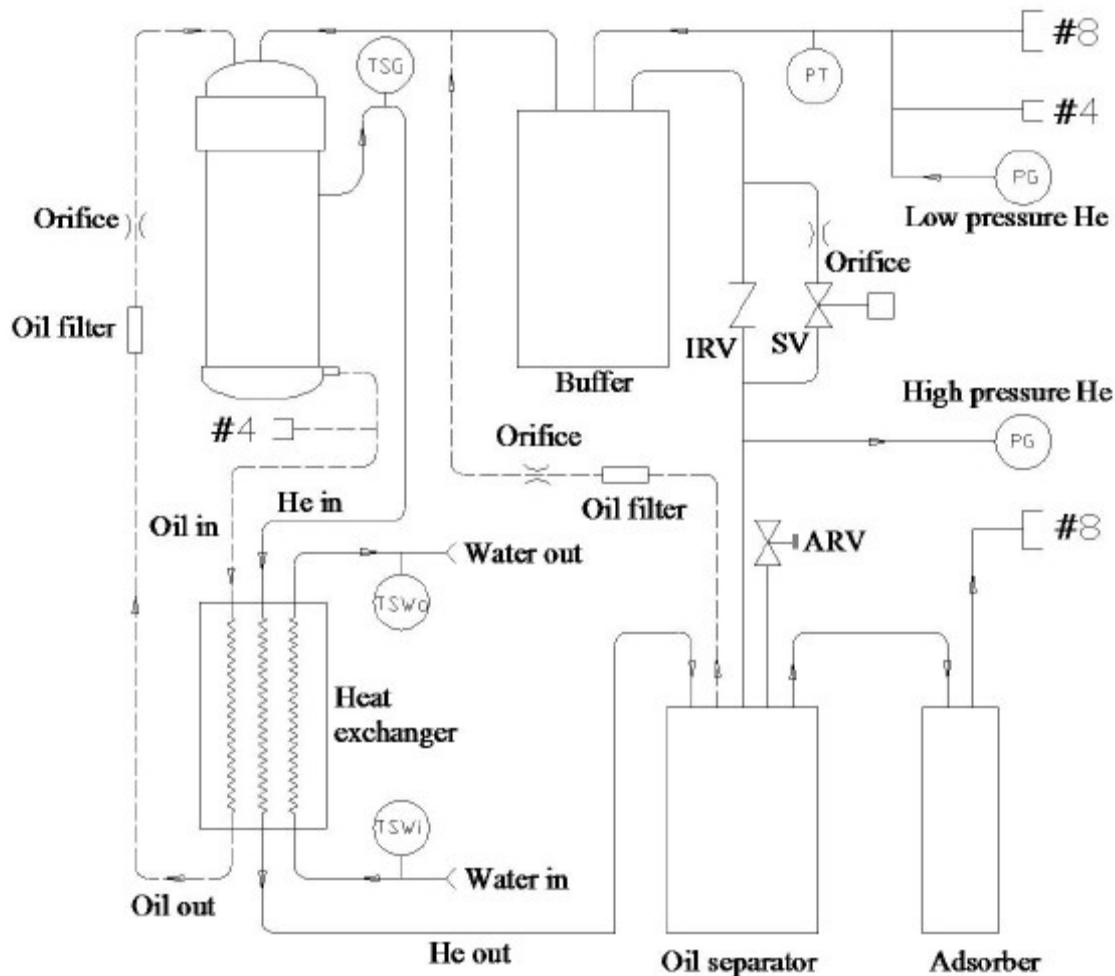 #8
TSG
PT
#4
PG
Low pressure He
Orifice
Orifice
Oil filter
IRV
SV
Buffer
High pressure He
#4
PG
Orifice
Oil filter
He in
Oil in
Water out
ARV
#8
TSWo
Heat
exchanger
TSWi
Water in
Oil out
He out
Oil separator
Adsorber